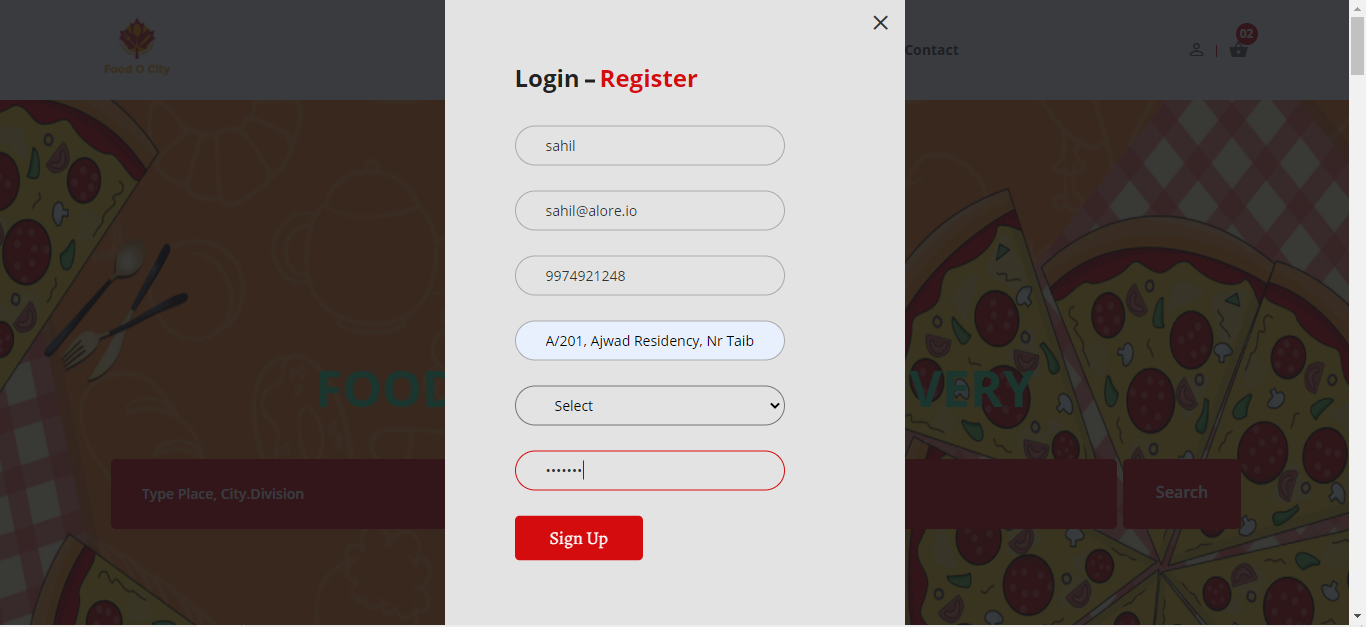 Food O City
Contact
02
Login – Register
sahil
sahil@alore.io
9974921248
A/201, Ajwad Residency, Nr Taib
Select
•••••••
FOOD
VERY
Type Place, City.Division
Search
Sign Up